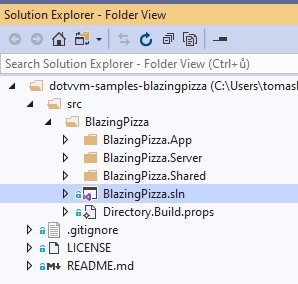 Solution Explorer - Folder View
Search Solution Explorer - Folder View (Ctrl+ů)
dotvvm-samples-blazingpizza (C:\Users\tomas
src
BlazingPizza
BlazingPizza.App
BlazingPizza.Server
BlazingPizza.Shared
BlazingPizza.sln
Directory.Build.props
.gitignore
LICENSE
README.md